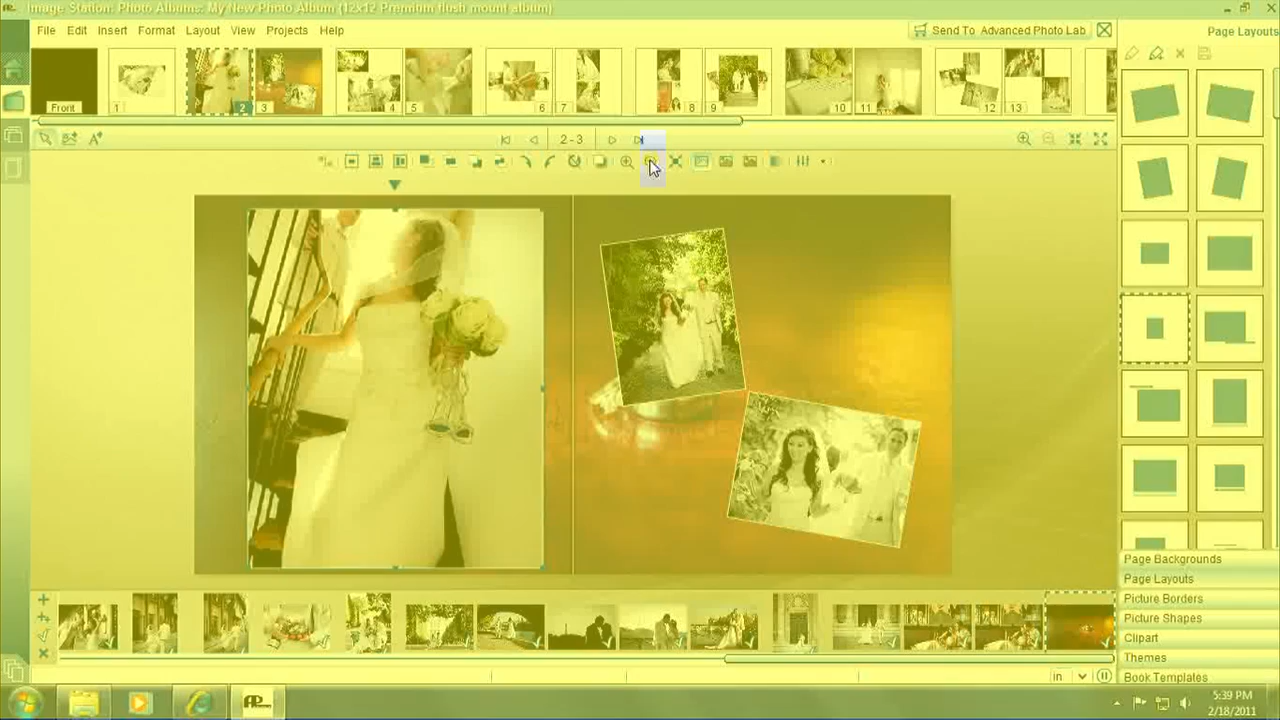 Image Station: Photo Albums: My New Photo Album (12x12 Premium flush mount album)
File Edit Insert Format Layout View Projects Help
Send To Advanced Photo Lab
Page Layouts
Front 1 2 3 4 5 6 7 8 9 10 11 12 13
2-3
Page Backgrounds
Page Layouts
Picture Borders
Picture Shapes
Clipart
Themes
Book Templates
in
AP
5:39 PM
2/18/2011